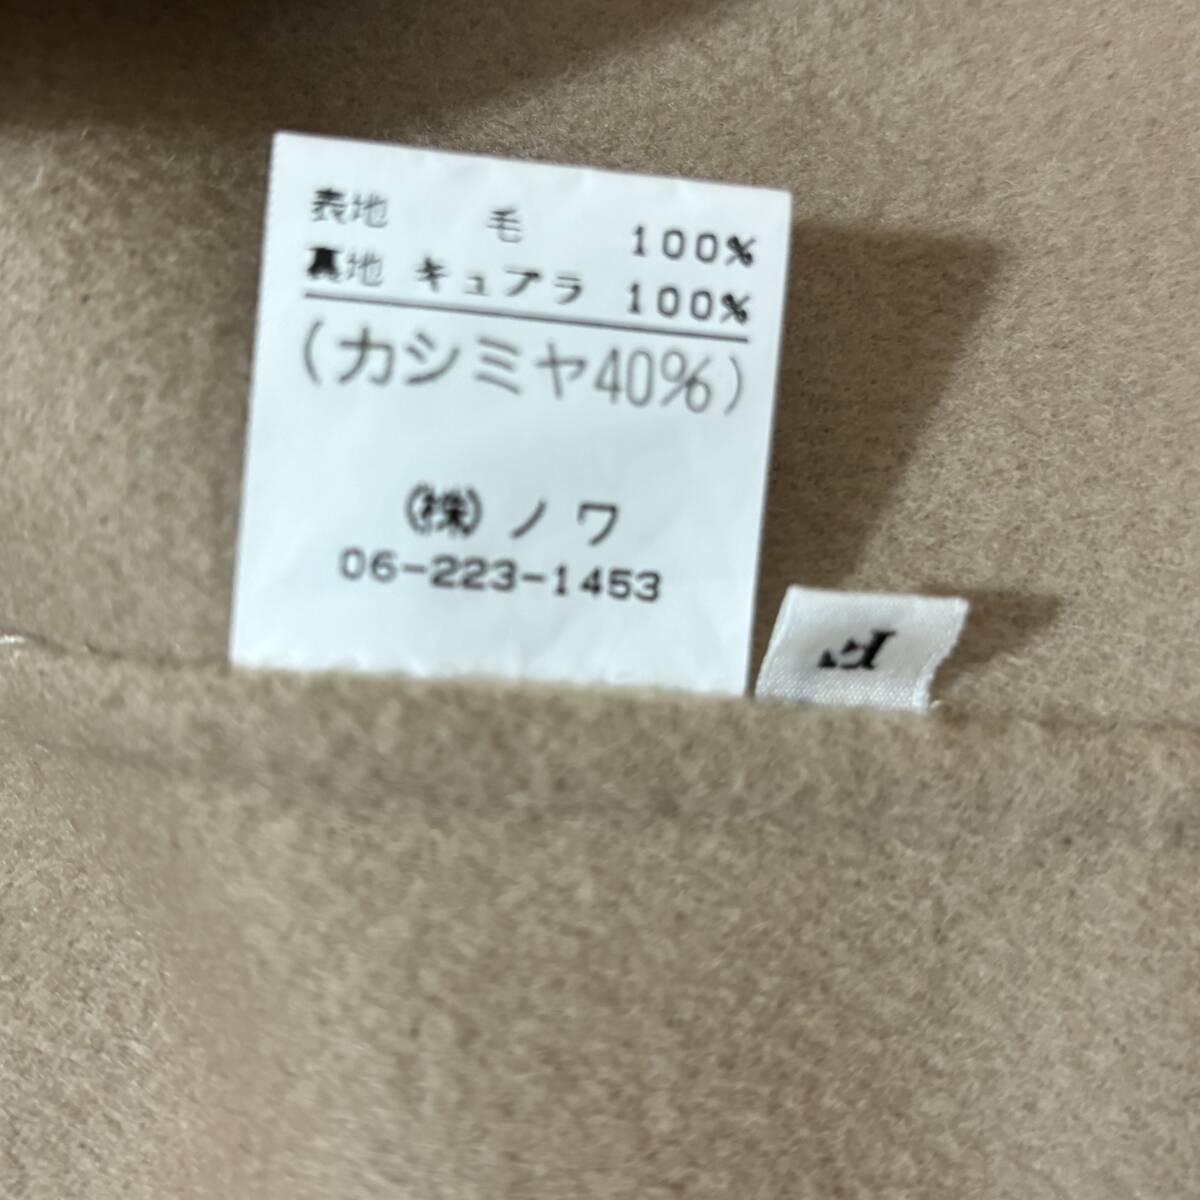 表地 毛 100%
裏地 キュプラ 100%
(カシミヤ40%)
(株)ノワ
06-223-1453
F